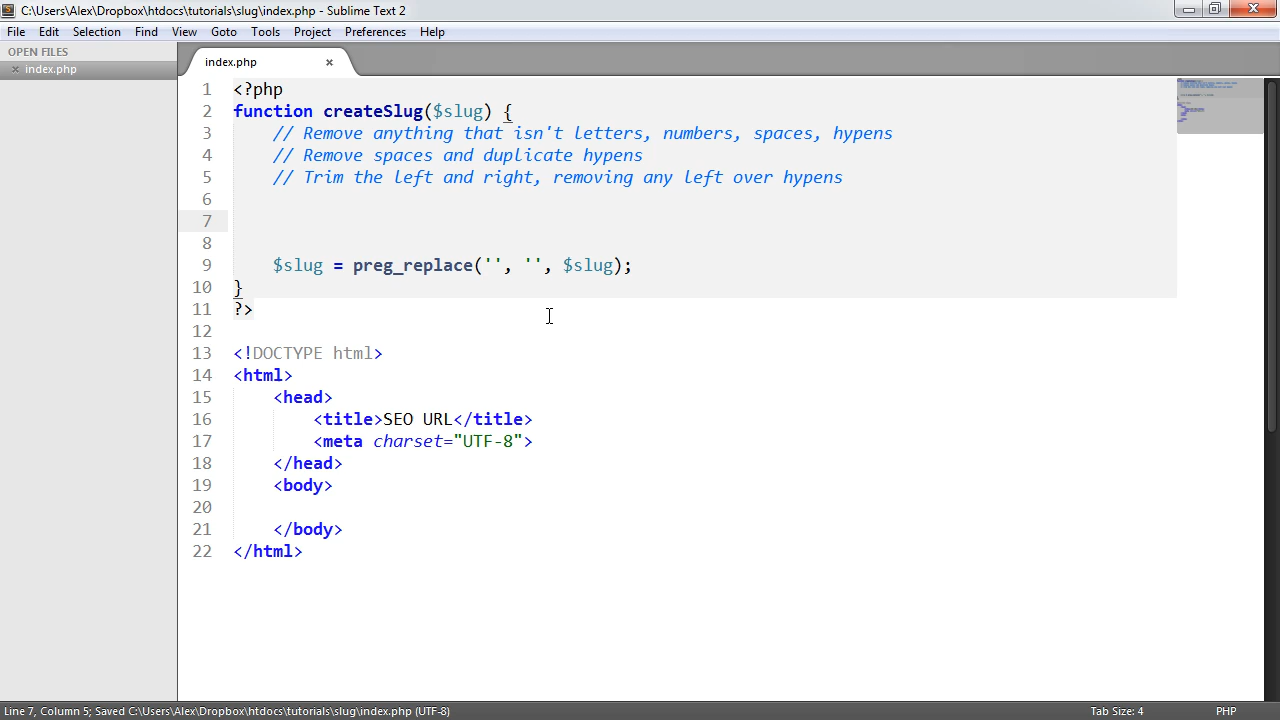 C:\Users\Alex\Dropbox\htdocs\tutorials\slug\index.php - Sublime Text 2
File Edit Selection Find View Goto Tools Project Preferences Help
OPEN FILES
index.php
index.php
1 <?php
2 function createSlug($slug) {
3     // Remove anything that isn't letters, numbers, spaces, hypens
4     // Remove spaces and duplicate hypens
5     // Trim the left and right, removing any left over hypens
6
7
8
9     $slug = preg_replace('', '', $slug);
10 }
11 ?>
12
13 <!DOCTYPE html>
14 <html>
15     <head>
16         <title>SEO URL</title>
17         <meta charset="UTF-8">
18     </head>
19     <body>
20
21     </body>
22 </html>
Line 7, Column 5; Saved C:\Users\Alex\Dropbox\htdocs\tutorials\slug\index.php (UTF-8) Tab Size: 4 PHP